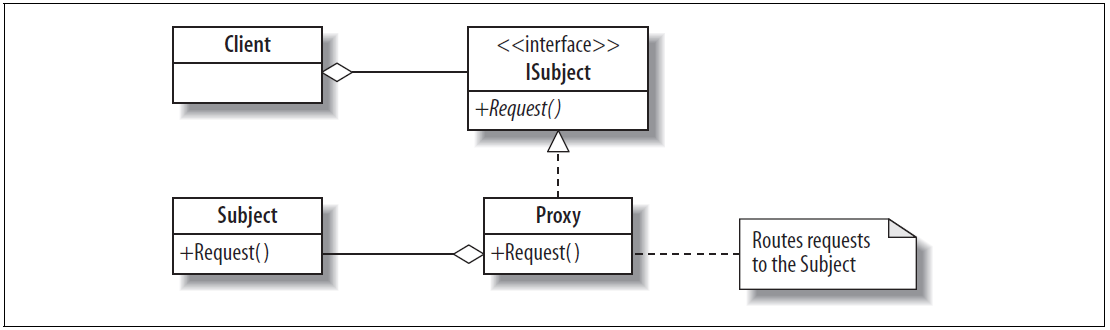 Client
<<interface>>
ISubject
+Request()
Subject
+Request()
Proxy
+Request()
Routes requests
to the Subject